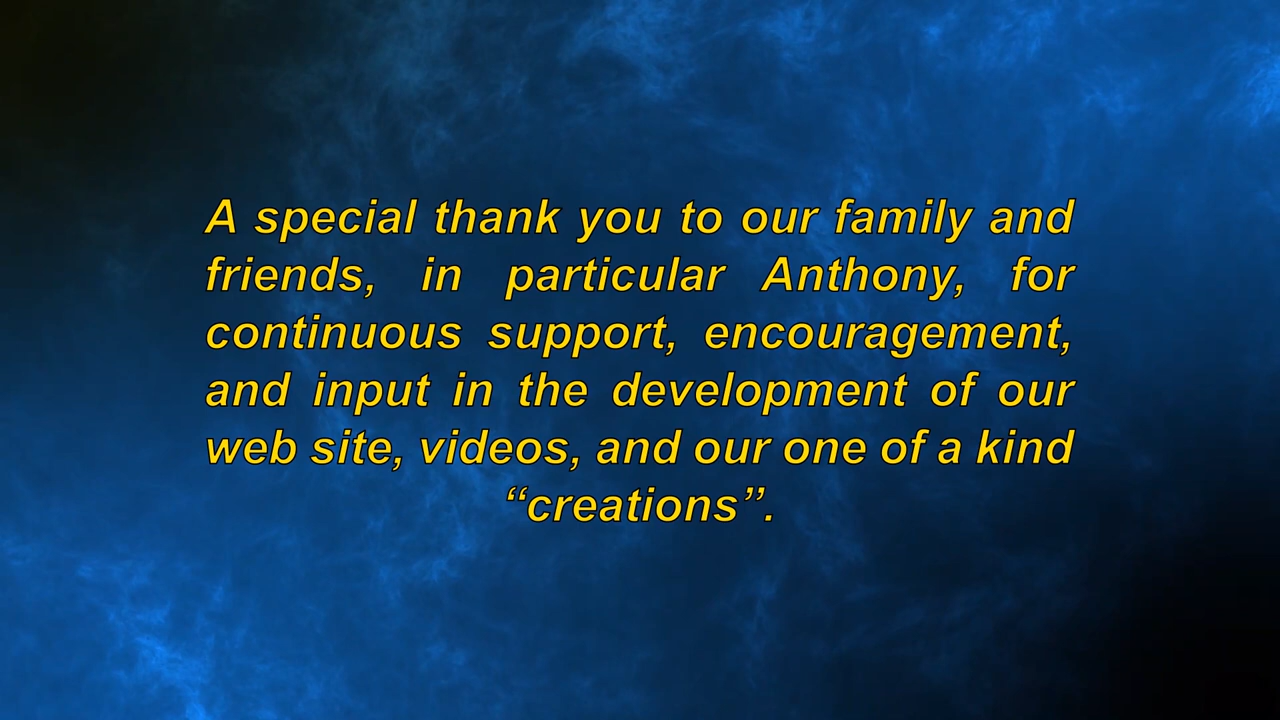 A special thank you to our family and
friends, in particular Anthony, for
continuous support, encouragement,
and input in the development of our
web site, videos, and our one of a kind
“creations”.